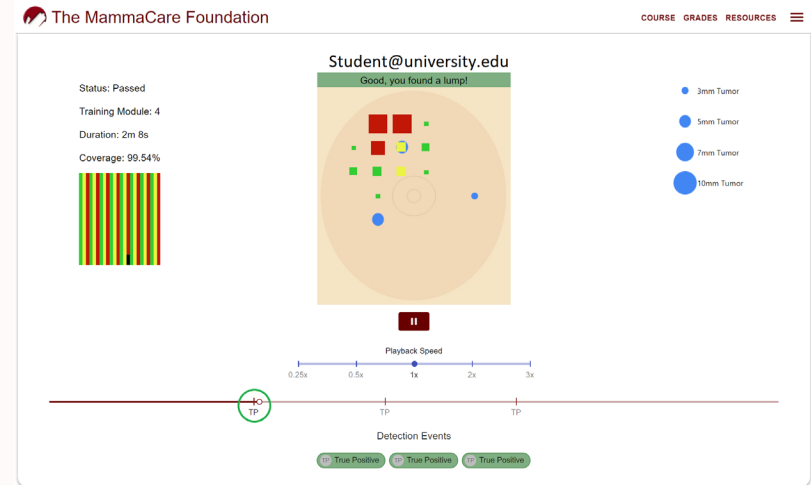 The MammaCare Foundation
COURSE GRADES RESOURCES
Student@university.edu
Good, you found a lump!
Status: Passed
Training Module: 4
Duration: 2m 8s
Coverage: 99.54%
3mm Tumor
5mm Tumor
7mm Tumor
10mm Tumor
Playback Speed
0.25x 0.5x 1x 2x 3x
TP TP TP
Detection Events
TP True Positive TP True Positive TP True Positive